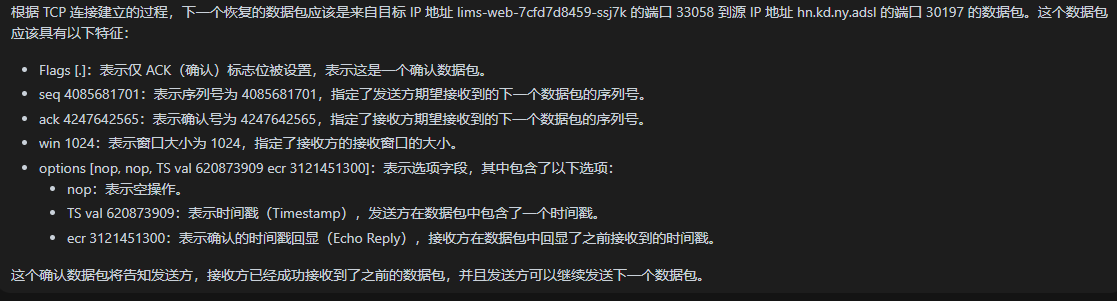 根据 TCP 连接建立的过程，下一个恢复的数据包应该是来自目标 IP 地址 lims-web-7cfd7d8459-ssj7k 的端口 33058 到源 IP 地址 hn.kd.ny.adsl 的端口 30197 的数据包。这个数据包
应该具有以下特征：
• Flags [.]：表示仅 ACK（确认）标志位被设置，表示这是一个确认数据包。
• seq 4085681701：表示序列号为 4085681701，指定了发送方期望接收到的下一个数据包的序列号。
• ack 4247642565：表示确认号为 4247642565，指定了接收方期望接收到的下一个数据包的序列号。
• win 1024：表示窗口大小为 1024，指定了接收方的接收窗口的大小。
• options [nop, nop, TS val 620873909 ecr 3121451300]：表示选项字段，其中包含了以下选项：
• nop：表示空操作。
• TS val 620873909：表示时间戳（Timestamp），发送方在数据包中包含了一个时间戳。
• ecr 3121451300：表示确认的时间戳回显（Echo Reply），接收方在数据包中回显了之前接收到的时间戳。
这个确认数据包将告知发送方，接收方已经成功接收到了之前的数据包，并且发送方可以继续发送下一个数据包。